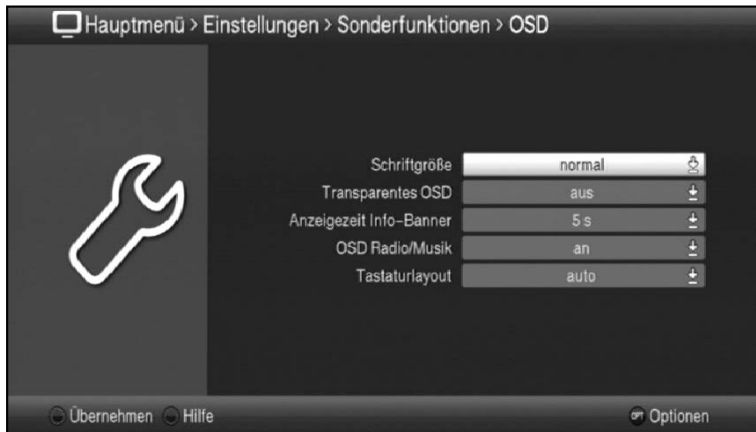 Hauptmenü > Einstellungen > Sonderfunktionen > OSD
Schriftgröße normal
Transparentes OSD aus
Anzeigezeit Info-Banner 5 s
OSD Radio/Musik an
Tastaturlayout auto
Übernehmen Hilfe OPT Optionen